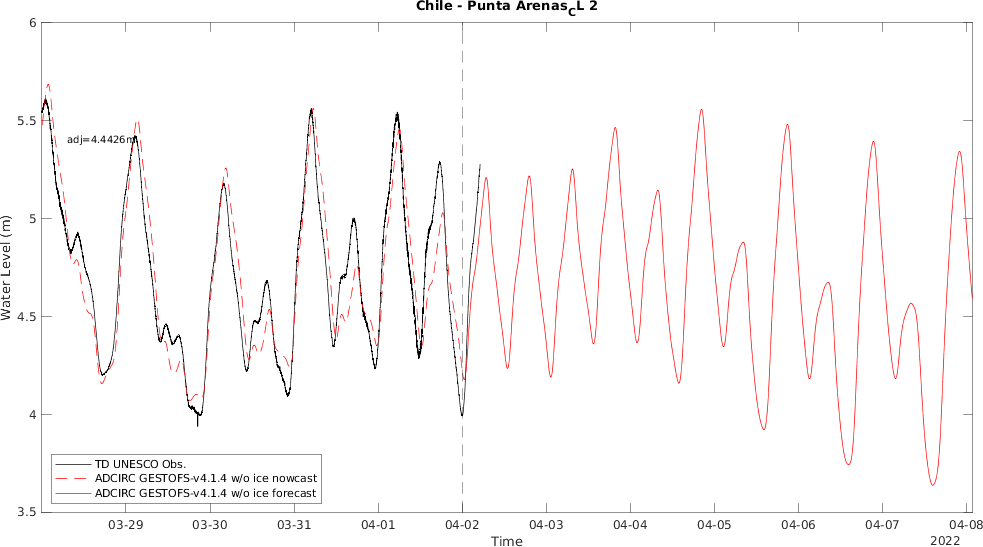 Chile - Punta Arenas_CL 2
6
5.5
5
4.5
4
3.5
Water Level (m)
adj=4.4426m
TD UNESCO Obs.
ADCIRC GESTOFS-v4.1.4 w/o ice nowcast
ADCIRC GESTOFS-v4.1.4 w/o ice forecast
03-29 03-30 03-31 04-01 04-02 04-03 04-04 04-05 04-06 04-07 04-08
Time
2022